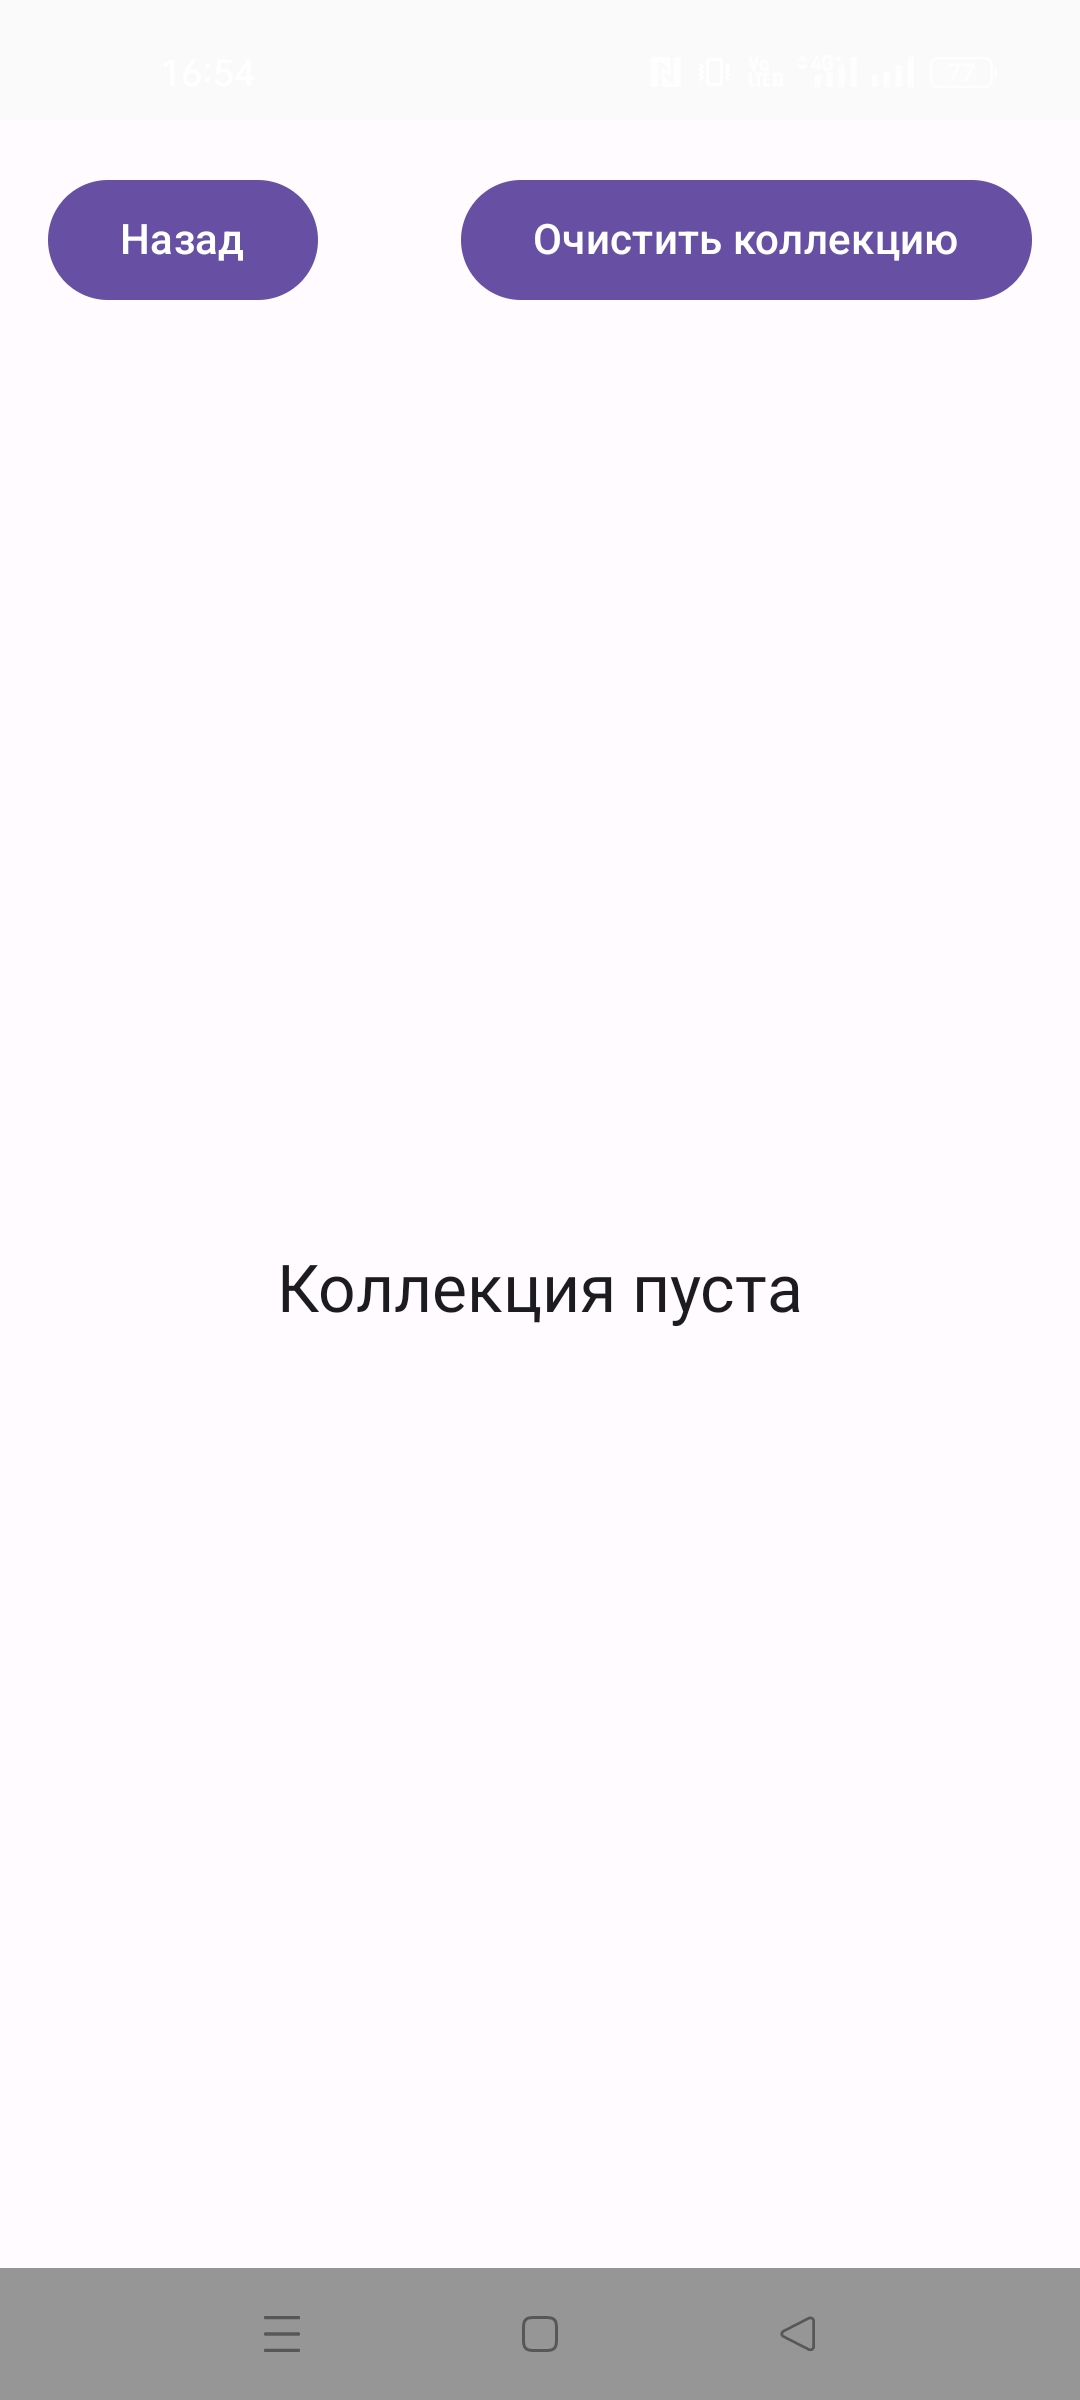 16:54
Назад
Очистить коллекцию
Коллекция пуста